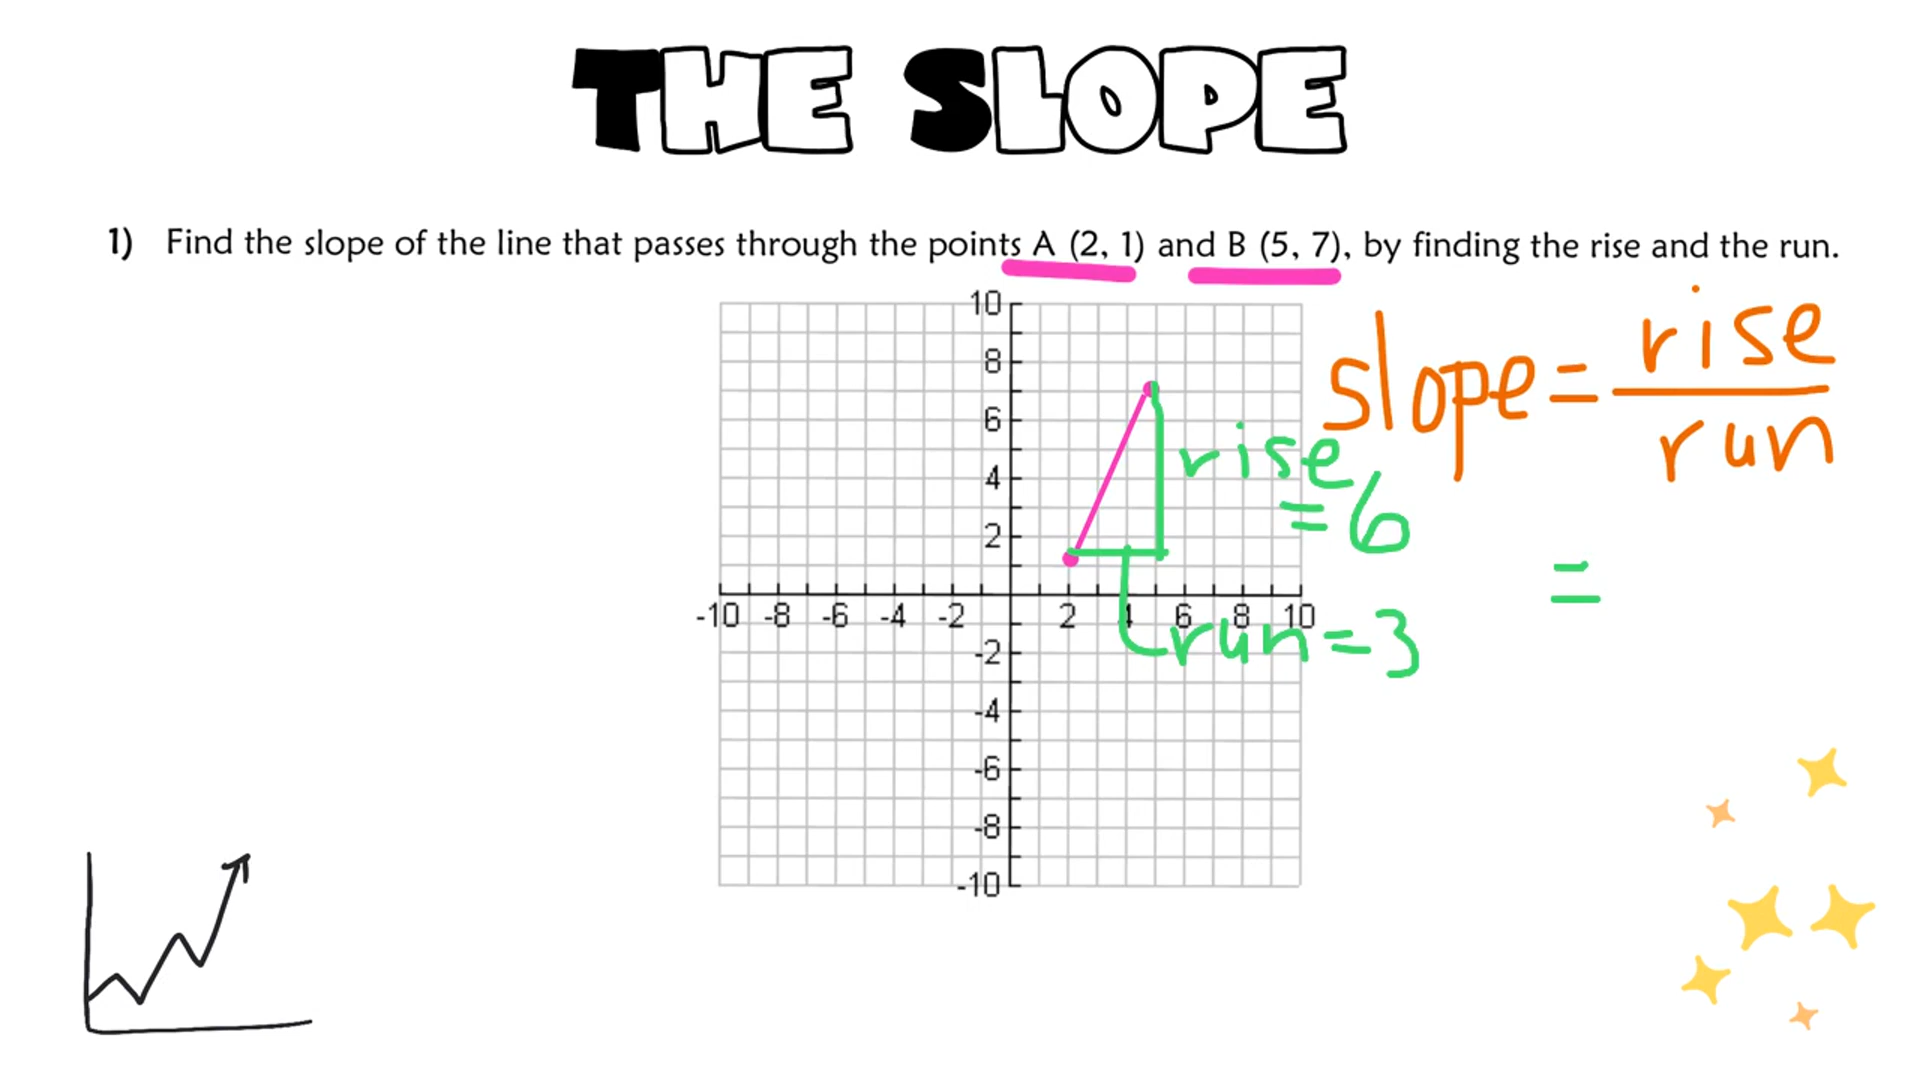 THE SLOPE
1) Find the slope of the line that passes through the points A (2, 1) and B (5, 7), by finding the rise and the run.
slope = rise
run
rise
= 6
=
run = 3
10
8
6
4
2
-10 -8 -6 -4 -2 2 4 6 8 10
-2
-4
-6
-8
-10